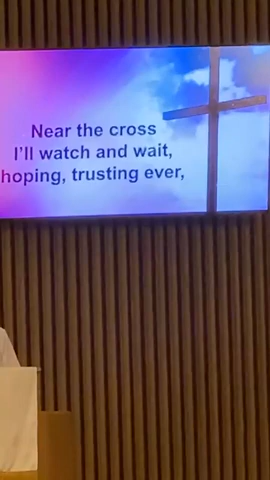 Near the cross
I'll watch and wait,
hoping, trusting ever,